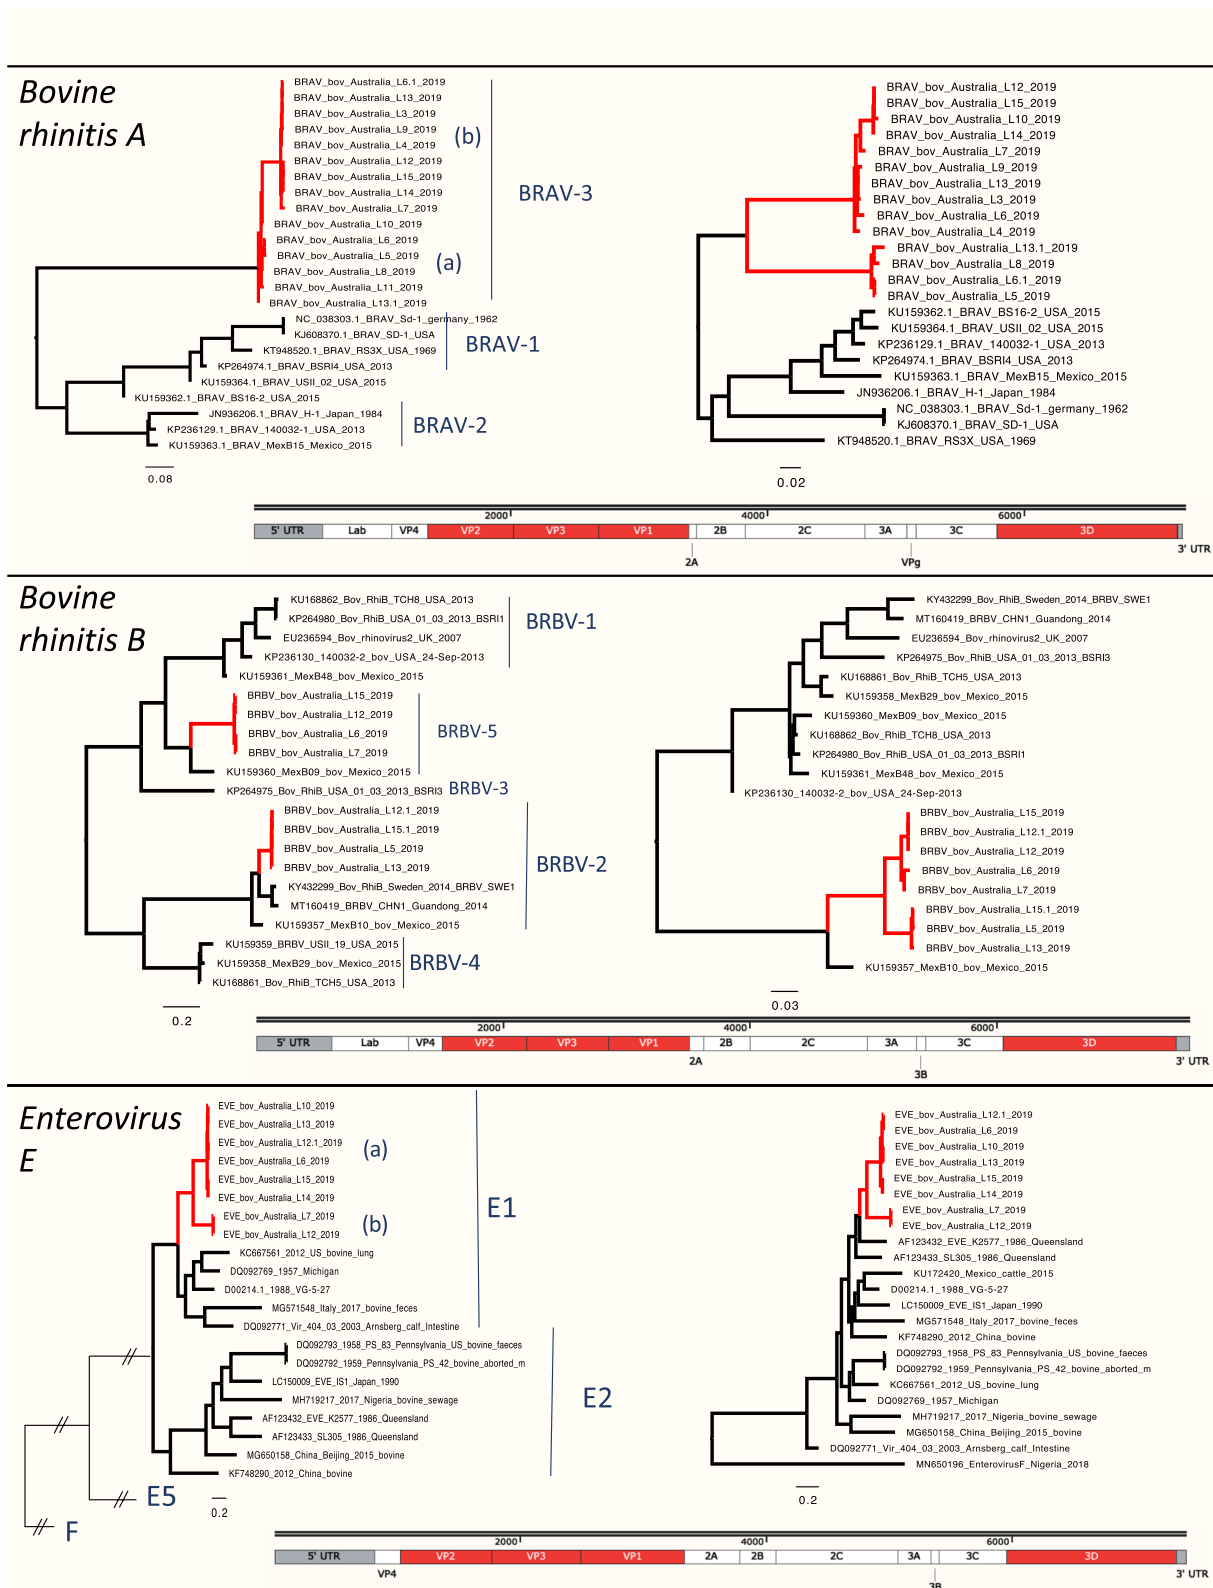 Bovine
rhinitis A
BRAV_bov_Australia_L6.1_2019
BRAV_bov_Australia_L13_2019
BRAV_bov_Australia_L3_2019
BRAV_bov_Australia_L9_2019
BRAV_bov_Australia_L4_2019
BRAV_bov_Australia_L12_2019
BRAV_bov_Australia_L15_2019
BRAV_bov_Australia_L14_2019
BRAV_bov_Australia_L7_2019
BRAV_bov_Australia_L10_2019
BRAV_bov_Australia_L6_2019
BRAV_bov_Australia_L5_2019
BRAV_bov_Australia_L8_2019
BRAV_bov_Australia_L11_2019
BRAV_bov_Australia_L13.1_2019
NC_038303.1_BRAV_Sd-1_germany_1962
KJ608370.1_BRAV_SD-1_USA
KT948520.1_BRAV_RS3X_USA_1969
KP264974.1_BRAV_BSRI4_USA_2013
KU159364.1_BRAV_USII_02_USA_2015
KU159362.1_BRAV_BS16-2_USA_2015
JN936206.1_BRAV_H-1_Japan_1984
KP236129.1_BRAV_140032-1_USA_2013
KU159363.1_BRAV_MexB15_Mexico_2015
(b)
(a)
BRAV-3
BRAV-1
BRAV-2
0.08
BRAV_bov_Australia_L12_2019
BRAV_bov_Australia_L15_2019
BRAV_bov_Australia_L10_2019
BRAV_bov_Australia_L14_2019
BRAV_bov_Australia_L7_2019
BRAV_bov_Australia_L9_2019
BRAV_bov_Australia_L13_2019
BRAV_bov_Australia_L3_2019
BRAV_bov_Australia_L6_2019
BRAV_bov_Australia_L4_2019
BRAV_bov_Australia_L13.1_2019
BRAV_bov_Australia_L8_2019
BRAV_bov_Australia_L6.1_2019
BRAV_bov_Australia_L5_2019
KU159362.1_BRAV_BS16-2_USA_2015
KU159364.1_BRAV_USII_02_USA_2015
KP236129.1_BRAV_140032-1_USA_2013
KP264974.1_BRAV_BSRI4_USA_2013
KU159363.1_BRAV_MexB15_Mexico_2015
JN936206.1_BRAV_H-1_Japan_1984
NC_038303.1_BRAV_Sd-1_germany_1962
KJ608370.1_BRAV_SD-1_USA
KT948520.1_BRAV_RS3X_USA_1969
0.02
2000 4000 6000
5' UTR Lab VP4 VP2 VP3 VP1 2B 2C 3A 3C 3D
2A VPg 3' UTR
Bovine
rhinitis B
KU168862_Bov_RhiB_TCH8_USA_2013
KP264980_Bov_RhiB_USA_01_03_2013_BSRI1
EU236594_Bov_rhinovirus2_UK_2007
KP236130_140032-2_bov_USA_24-Sep-2013
KU159361_MexB48_bov_Mexico_2015
BRBV_bov_Australia_L15_2019
BRBV_bov_Australia_L12_2019
BRBV_bov_Australia_L6_2019
BRBV_bov_Australia_L7_2019
KU159360_MexB09_bov_Mexico_2015
KP264975_Bov_RhiB_USA_01_03_2013_BSRI3
BRBV_bov_Australia_L12.1_2019
BRBV_bov_Australia_L15.1_2019
BRBV_bov_Australia_L5_2019
BRBV_bov_Australia_L13_2019
KY432299_Bov_RhiB_Sweden_2014_BRBV_SWE1
MT160419_BRBV_CHN1_Guandong_2014
KU159357_MexB10_bov_Mexico_2015
KU159359_BRBV_USII_19_USA_2015
KU159358_MexB29_bov_Mexico_2015
KU168861_Bov_RhiB_TCH5_USA_2013
BRBV-1
BRBV-5
BRBV-3
BRBV-2
BRBV-4
0.2
KY432299_Bov_RhiB_Sweden_2014_BRBV_SWE1
MT160419_BRBV_CHN1_Guandong_2014
EU236594_Bov_rhinovirus2_UK_2007
KP264975_Bov_RhiB_USA_01_03_2013_BSRI3
KU168861_Bov_RhiB_TCH5_USA_2013
KU159358_MexB29_bov_Mexico_2015
KU159360_MexB09_bov_Mexico_2015
KU168862_Bov_RhiB_TCH8_USA_2013
KP264980_Bov_RhiB_USA_01_03_2013_BSRI1
KU159361_MexB48_bov_Mexico_2015
KP236130_140032-2_bov_USA_24-Sep-2013
BRBV_bov_Australia_L15_2019
BRBV_bov_Australia_L12.1_2019
BRBV_bov_Australia_L12_2019
BRBV_bov_Australia_L6_2019
BRBV_bov_Australia_L7_2019
BRBV_bov_Australia_L15.1_2019
BRBV_bov_Australia_L5_2019
BRBV_bov_Australia_L13_2019
KU159357_MexB10_bov_Mexico_2015
0.03
2000 4000 6000
5' UTR Lab VP4 VP2 VP3 VP1 2B 2C 3A 3C 3D
2A 3B 3' UTR
Enterovirus
E
EVE_bov_Australia_L10_2019
EVE_bov_Australia_L13_2019
EVE_bov_Australia_L12.1_2019
EVE_bov_Australia_L6_2019
EVE_bov_Australia_L15_2019
EVE_bov_Australia_L14_2019
EVE_bov_Australia_L7_2019
EVE_bov_Australia_L12_2019
KC667561_2012_US_bovine_lung
DQ092769_1957_Michigan
D00214.1_1988_VG-5-27
MG571548_Italy_2017_bovine_feces
DQ092771_Vir_404_03_2003_Arnsberg_calf_Intestine
DQ092793_1958_PS_83_Pennsylvania_US_bovine_faeces
DQ092792_1959_Pennsylvania_PS_42_bovine_aborted_m
LC150009_EVE_IS1_Japan_1990
MH719217_2017_Nigeria_bovine_sewage
AF123432_EVE_K2577_1986_Queensland
AF123433_SL305_1986_Queensland
MG650158_China_Beijing_2015_bovine
KF748290_2012_China_bovine
(a)
(b)
E1
E2
E5
F
0.2
EVE_bov_Australia_L12.1_2019
EVE_bov_Australia_L6_2019
EVE_bov_Australia_L10_2019
EVE_bov_Australia_L13_2019
EVE_bov_Australia_L15_2019
EVE_bov_Australia_L14_2019
EVE_bov_Australia_L7_2019
EVE_bov_Australia_L12_2019
AF123432_EVE_K2577_1986_Queensland
AF123433_SL305_1986_Queensland
KU172420_Mexico_cattle_2015
D00214.1_1988_VG-5-27
LC150009_EVE_IS1_Japan_1990
MG571548_Italy_2017_bovine_feces
KF748290_2012_China_bovine
DQ092793_1958_PS_83_Pennsylvania_US_bovine_faeces
DQ092792_1959_Pennsylvania_PS_42_bovine_aborted_m
KC667561_2012_US_bovine_lung
DQ092769_1957_Michigan
MH719217_2017_Nigeria_bovine_sewage
MG650158_China_Beijing_2015_bovine
DQ092771_Vir_404_03_2003_Arnsberg_calf_Intestine
MN650196_EnterovirusF_Nigeria_2018
0.2
2000 4000 6000
5' UTR VP2 VP3 VP1 2A 2B 2C 3A 3C 3D
VP4 3B 3' UTR